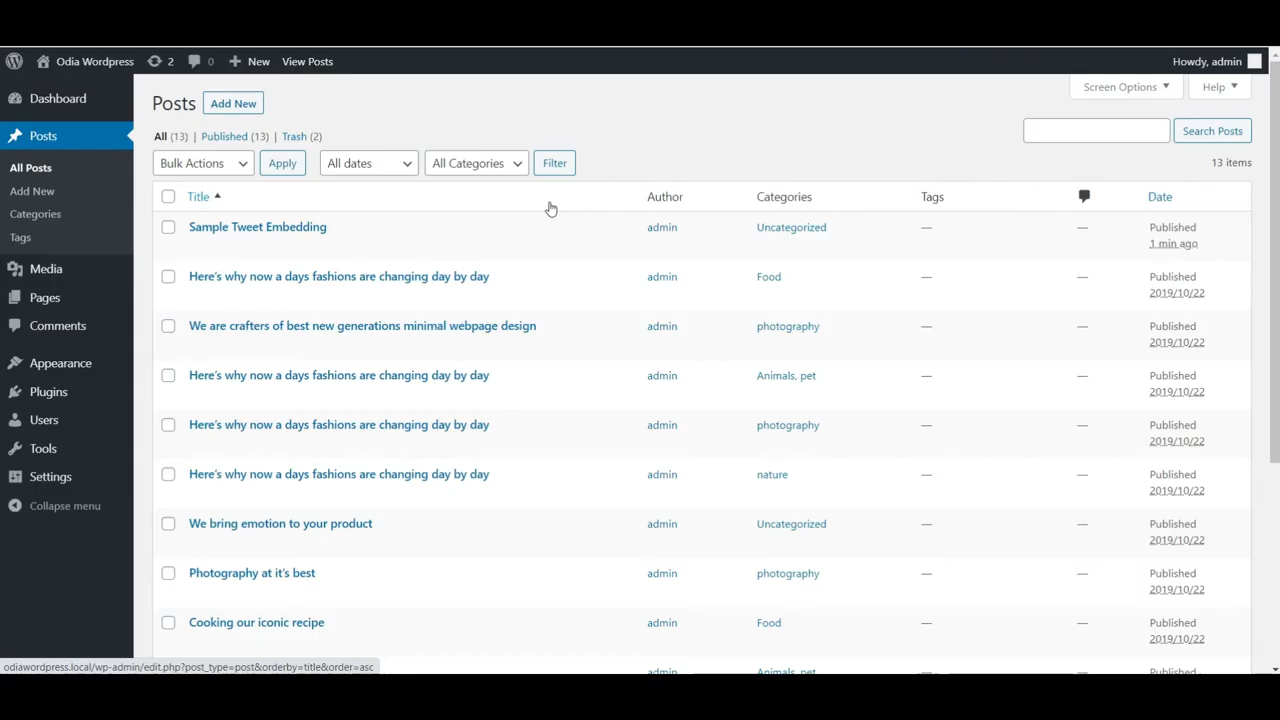 Odia Wordpress 2 0 New View Posts Howdy, admin
Dashboard
Posts
All Posts
Add New
Categories
Tags
Media
Pages
Comments
Appearance
Plugins
Users
Tools
Settings
Collapse menu
Screen Options Help
Posts Add New
All (13) | Published (13) | Trash (2)
Search Posts
Bulk Actions Apply All dates All Categories Filter 13 items
Title Author Categories Tags Date
Sample Tweet Embedding admin Uncategorized — — Published
1 min ago
Here's why now a days fashions are changing day by day admin Food — — Published
2019/10/22
We are crafters of best new generations minimal webpage design admin photography — — Published
2019/10/22
Here's why now a days fashions are changing day by day admin Animals, pet — — Published
2019/10/22
Here's why now a days fashions are changing day by day admin photography — — Published
2019/10/22
Here's why now a days fashions are changing day by day admin nature — — Published
2019/10/22
We bring emotion to your product admin Uncategorized — — Published
2019/10/22
Photography at it's best admin photography — — Published
2019/10/22
Cooking our iconic recipe admin Food — — Published
2019/10/22
admin Animals, pet
odiawordpress.local/wp-admin/edit.php?post_type=post&orderby=title&order=asc